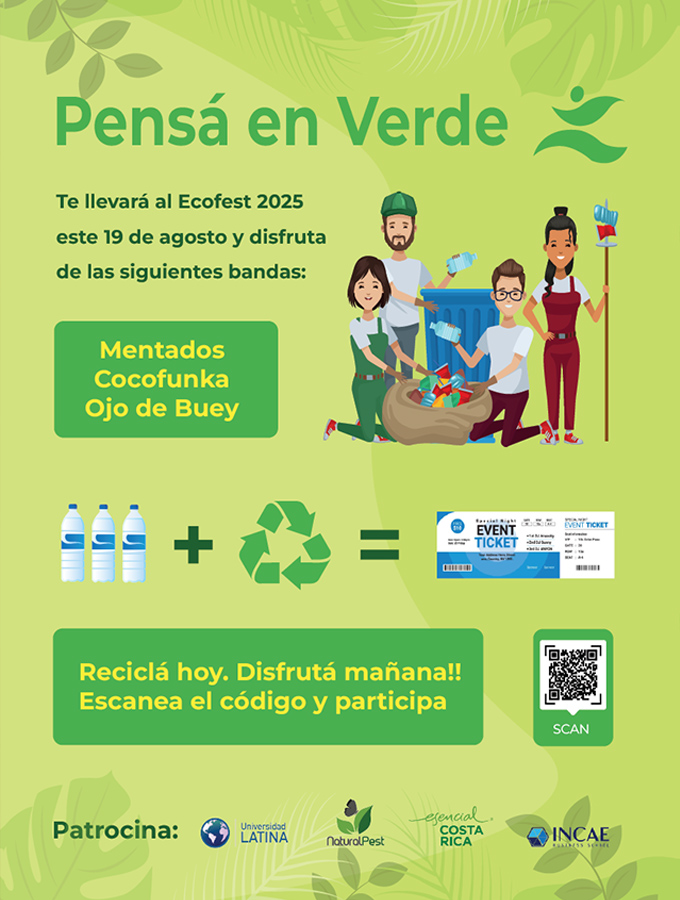 Pensá en Verde
Te llevará al Ecofest 2025
este 19 de agosto y disfruta
de las siguientes bandas:
Mentados
Cocofunka
Ojo de Buey
Special Night
EVENT
TICKET
EVENT TICKET
Reciclá hoy. Disfrutá mañana!!
Escanea el código y participa
SCAN
Patrocina:
Universidad
LATINA
NaturalPest
esencial
COSTA
RICA
INCAE
BUSINESS